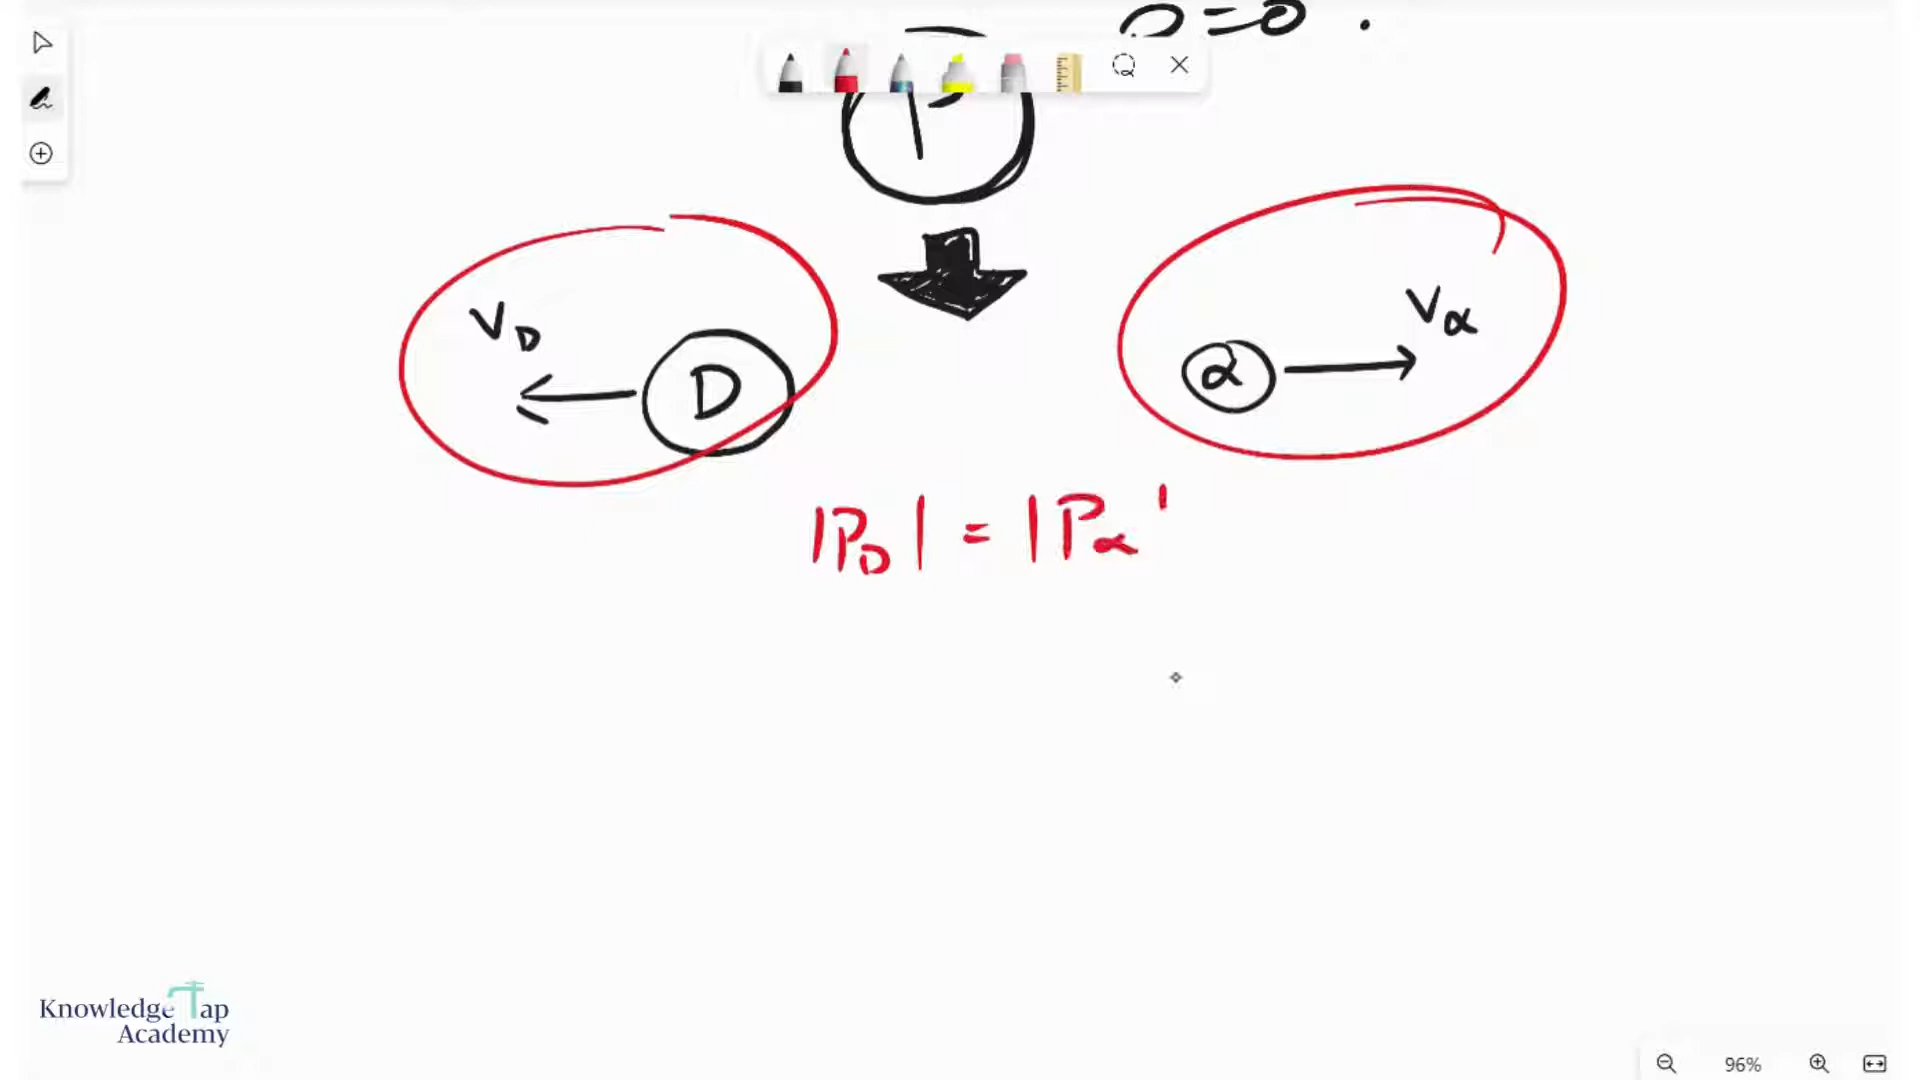 P
V_D
D
α
V_α
|P_D| = |P_α|
Knowledge Tap
Academy
96%